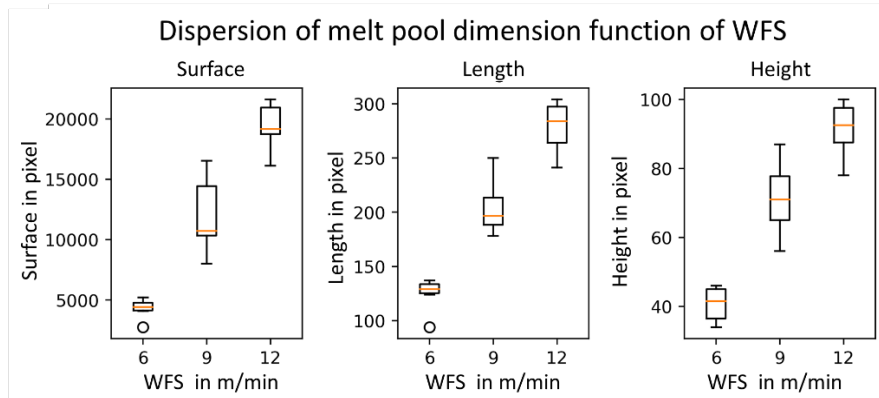 Dispersion of melt pool dimension function of WFS
Surface
Surface in pixel
20000
15000
10000
5000
6 9 12
WFS in m/min
Length
Length in pixel
300
250
200
150
100
6 9 12
WFS in m/min
Height
Height in pixel
100
80
60
40
6 9 12
WFS in m/min